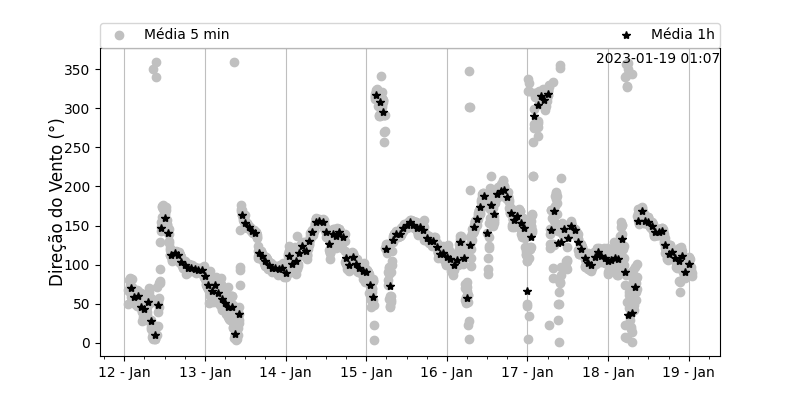 Média 5 min
Média 1h
2023-01-19 01:07
Direção do Vento (°)
350
300
250
200
150
100
50
0
12 - Jan
13 - Jan
14 - Jan
15 - Jan
16 - Jan
17 - Jan
18 - Jan
19 - Jan